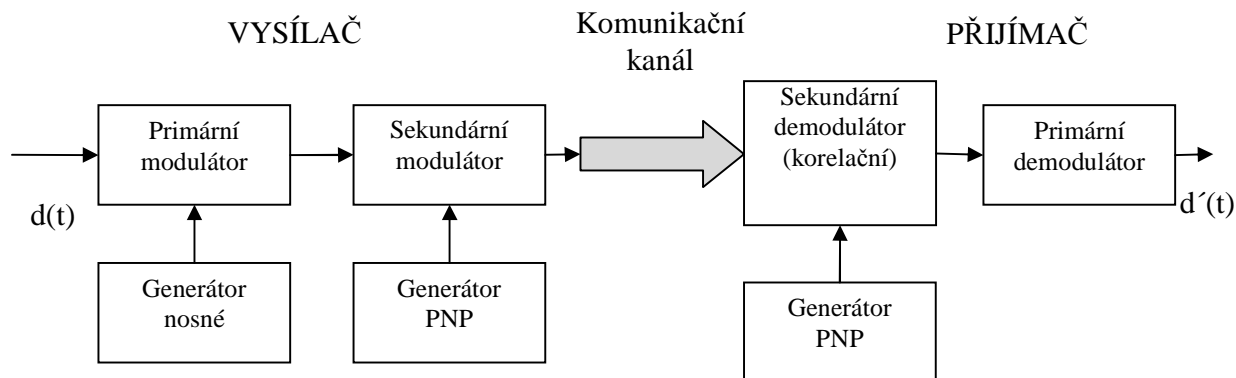 VYSÍLAČ
Komunikační
kanál
PŘIJÍMAČ
Primární
modulátor
Sekundární
modulátor
Sekundární
demodulátor
(korelační)
Primární
demodulátor
d(t)
d´(t)
Generátor
nosné
Generátor
PNP
Generátor
PNP